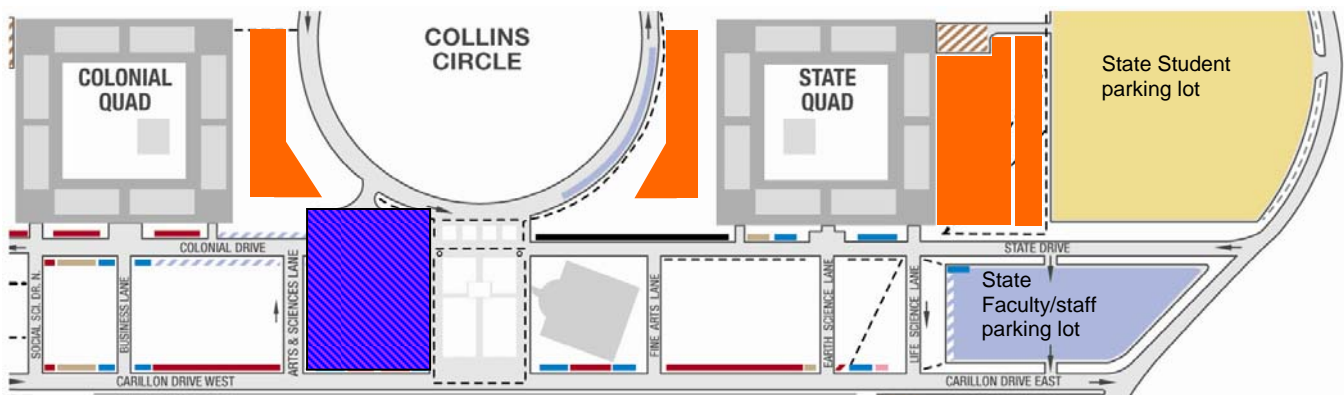 COLLINS
CIRCLE
COLONIAL
QUAD
STATE
QUAD
State Student
parking lot
COLONIAL DRIVE
STATE DRIVE
SOCIAL SCI. DR. N.
BUSINESS LANE
ARTS & SCIENCES LANE
FINE ARTS LANE
EARTH SCIENCE LANE
LIFE SCIENCE LANE
State
Faculty/staff
parking lot
CARILLON DRIVE WEST
CARILLON DRIVE EAST